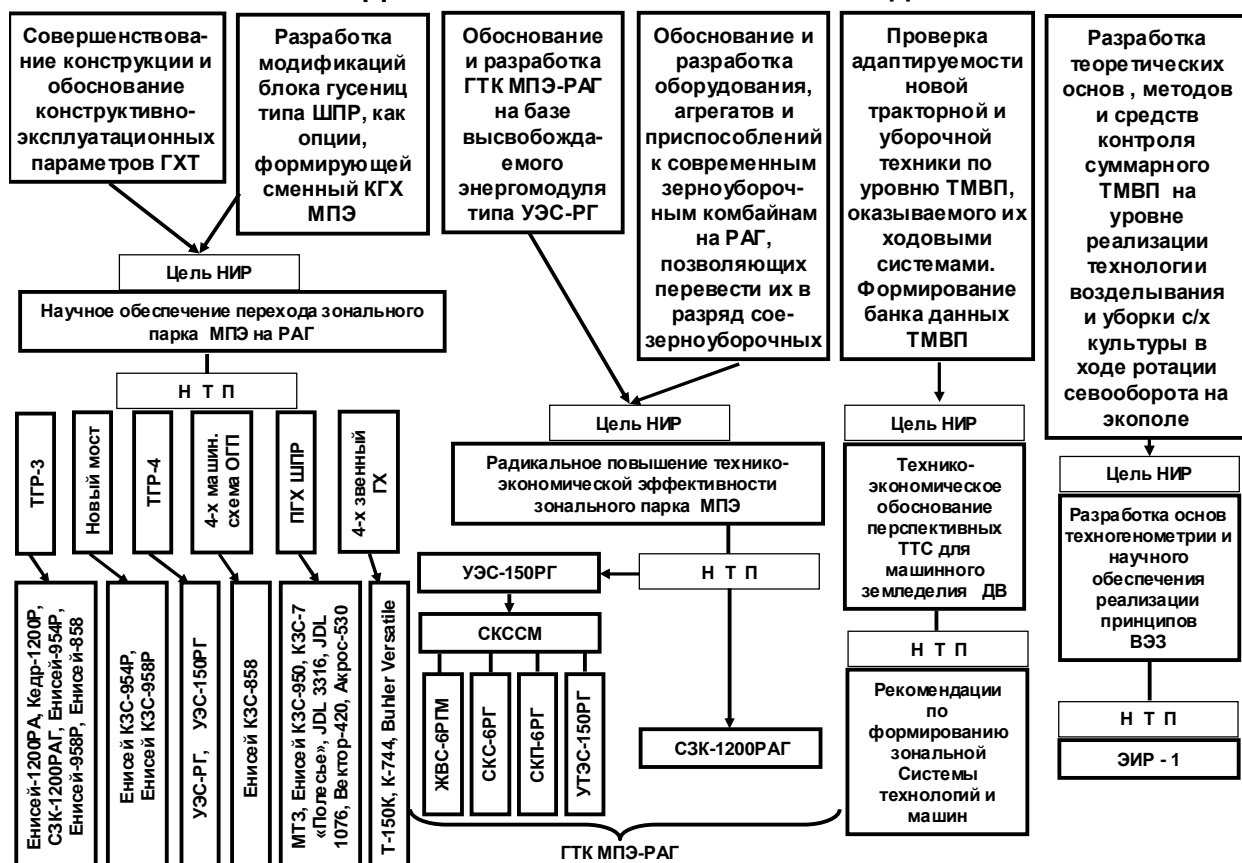 Совершенствова-
ние конструкции и
обоснование
конструктивно-
эксплуатационных
параметров ГХТ
Разработка
модификаций
блока гусениц
типа ШПР, как
опции,
формирующей
сменный КГХ
МПЭ
Обоснование
и разработка
ГТК МПЭ-РАГ
на базе
высвобожда-
емого
энергомодуля
типа УЭС-РГ
Обоснование и
разработка
оборудования,
агрегатов и
приспособлений
к современным
зерноубороч-
ным комбайнам
на РАГ,
позволяющих
перевести их в
разряд сое-
зерноуборочных
Проверка
адаптируемости
новой
тракторной и
уборочной
техники по
уровню ТМВП,
оказываемого их
ходовыми
системами.
Формирование
банка данных
ТМВП
Разработка
теоретических
основ , методов
и средств
контроля
суммарного
ТМВП на
уровне
реализации
технологии
возделывания
и уборки с/х
культуры в
ходе ротации
севооборота на
экополе
Цель НИР
Научное обеспечение перехода зонального
парка МПЭ на РАГ
Н Т П
ТГР-3
Новый мост
ТГР-4
4-х машин.
схема ОГП
ПГХ ШПР
4-х звенный
ГХ
Енисей-1200РА, Кедр-1200Р,
СЗК-1200РАГ, Енисей-954Р,
Енисей-958Р, Енисей-858
Енисей КЗС-954Р,
Енисей КЗС-958Р
УЭС-РГ, УЭС-150РГ
Енисей КЗС-858
МТЗ, Енисей КЗС-950, КЗС-7
«Полесье», JDL 3316, JDL
1076, Вектор-420, Акрос-530
Т-150К, К-744, Buhler Versatile
Цель НИР
Радикальное повышение технико-
экономической эффективности
зонального парка МПЭ
Н Т П
УЭС-150РГ
СКССМ
ЖВС-6РГМ
СКС-6РГ
СКП-6РГ
УТЭС-150РГ
СЗК-1200РАГ
ГТК МПЭ-РАГ
Цель НИР
Технико-
экономическое
обоснование
перспективных
ТТС для
машинного
земледелия ДВ
Н Т П
Рекомендации
по
формированию
зональной
Системы
технологий и
машин
Цель НИР
Разработка основ
техногенометрии и
научного
обеспечения
реализации
принципов
ВЭЗ
Н Т П
ЭИР - 1